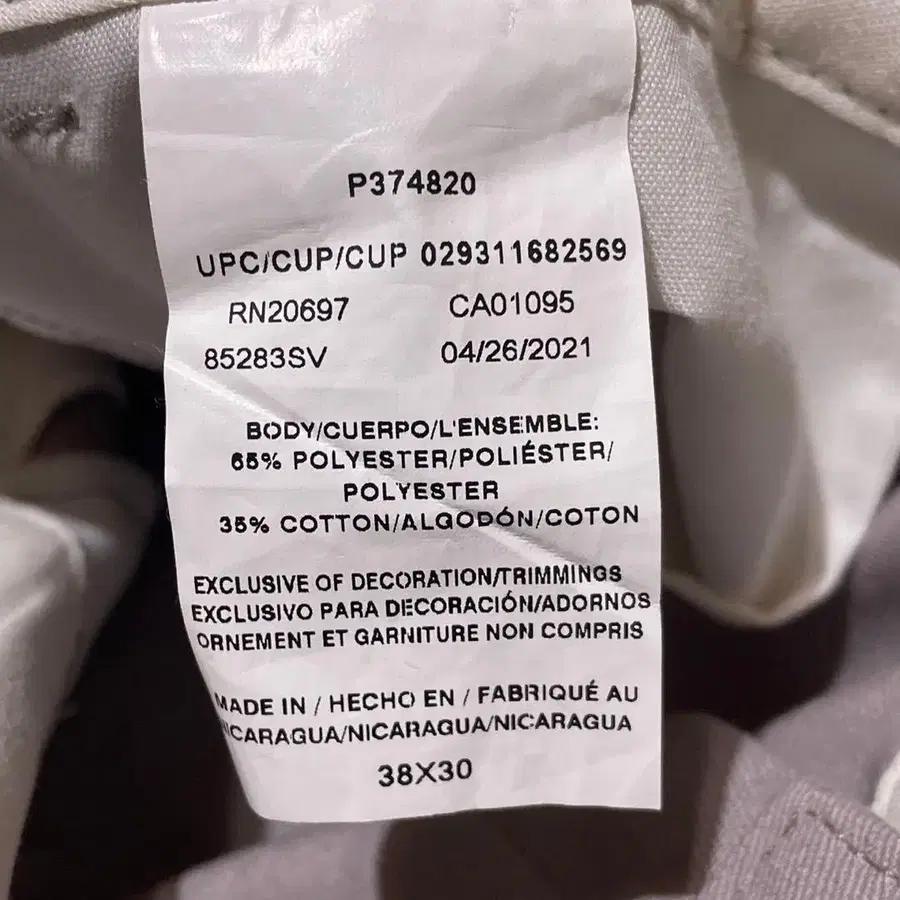 P374820
UPC/CUP/CUP 029311682569
RN20697 CA01095
85283SV 04/26/2021
BODY/CUERPO/L'ENSEMBLE:
65% POLYESTER/POLIÉSTER/
POLYESTER
35% COTTON/ALGODÓN/COTON
EXCLUSIVE OF DECORATION/TRIMMINGS
EXCLUSIVO PARA DECORACIÓN/ADORNOS
ORNEMENT ET GARNITURE NON COMPRIS
MADE IN / HECHO EN / FABRIQUÉ AU
NICARAGUA/NICARAGUA/NICARAGUA
38X30